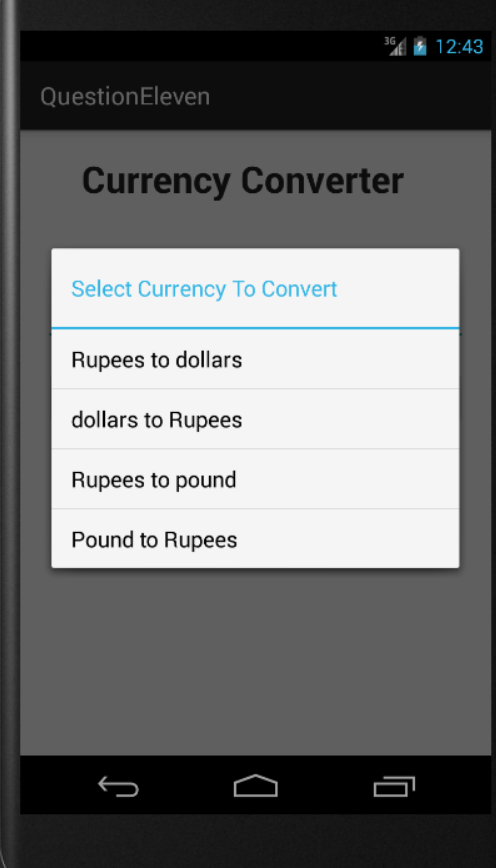 3G 12:43
QuestionEleven
Currency Converter
Select Currency To Convert
Rupees to dollars
dollars to Rupees
Rupees to pound
Pound to Rupees